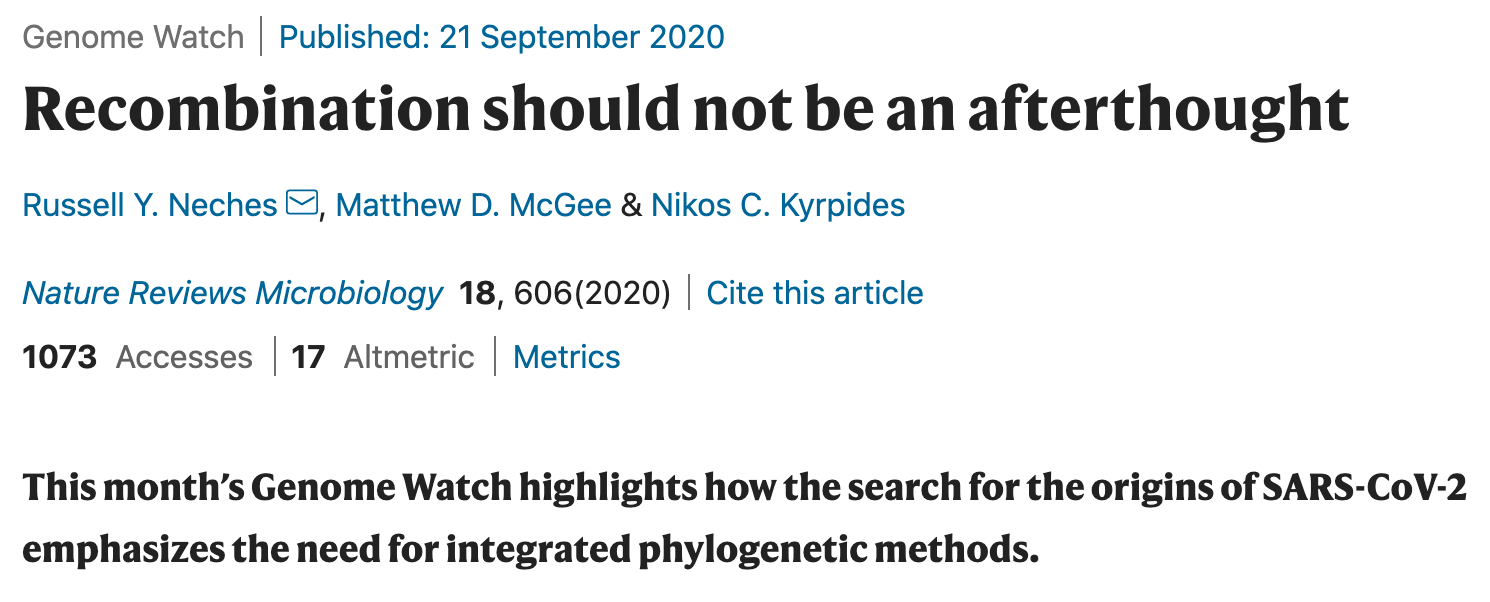 Genome Watch | Published: 21 September 2020
Recombination should not be an afterthought
Russell Y. Neches, Matthew D. McGee & Nikos C. Kyrpides
Nature Reviews Microbiology 18, 606(2020) | Cite this article
1073 Accesses | 17 Altmetric | Metrics
This month's Genome Watch highlights how the search for the origins of SARS-CoV-2
emphasizes the need for integrated phylogenetic methods.